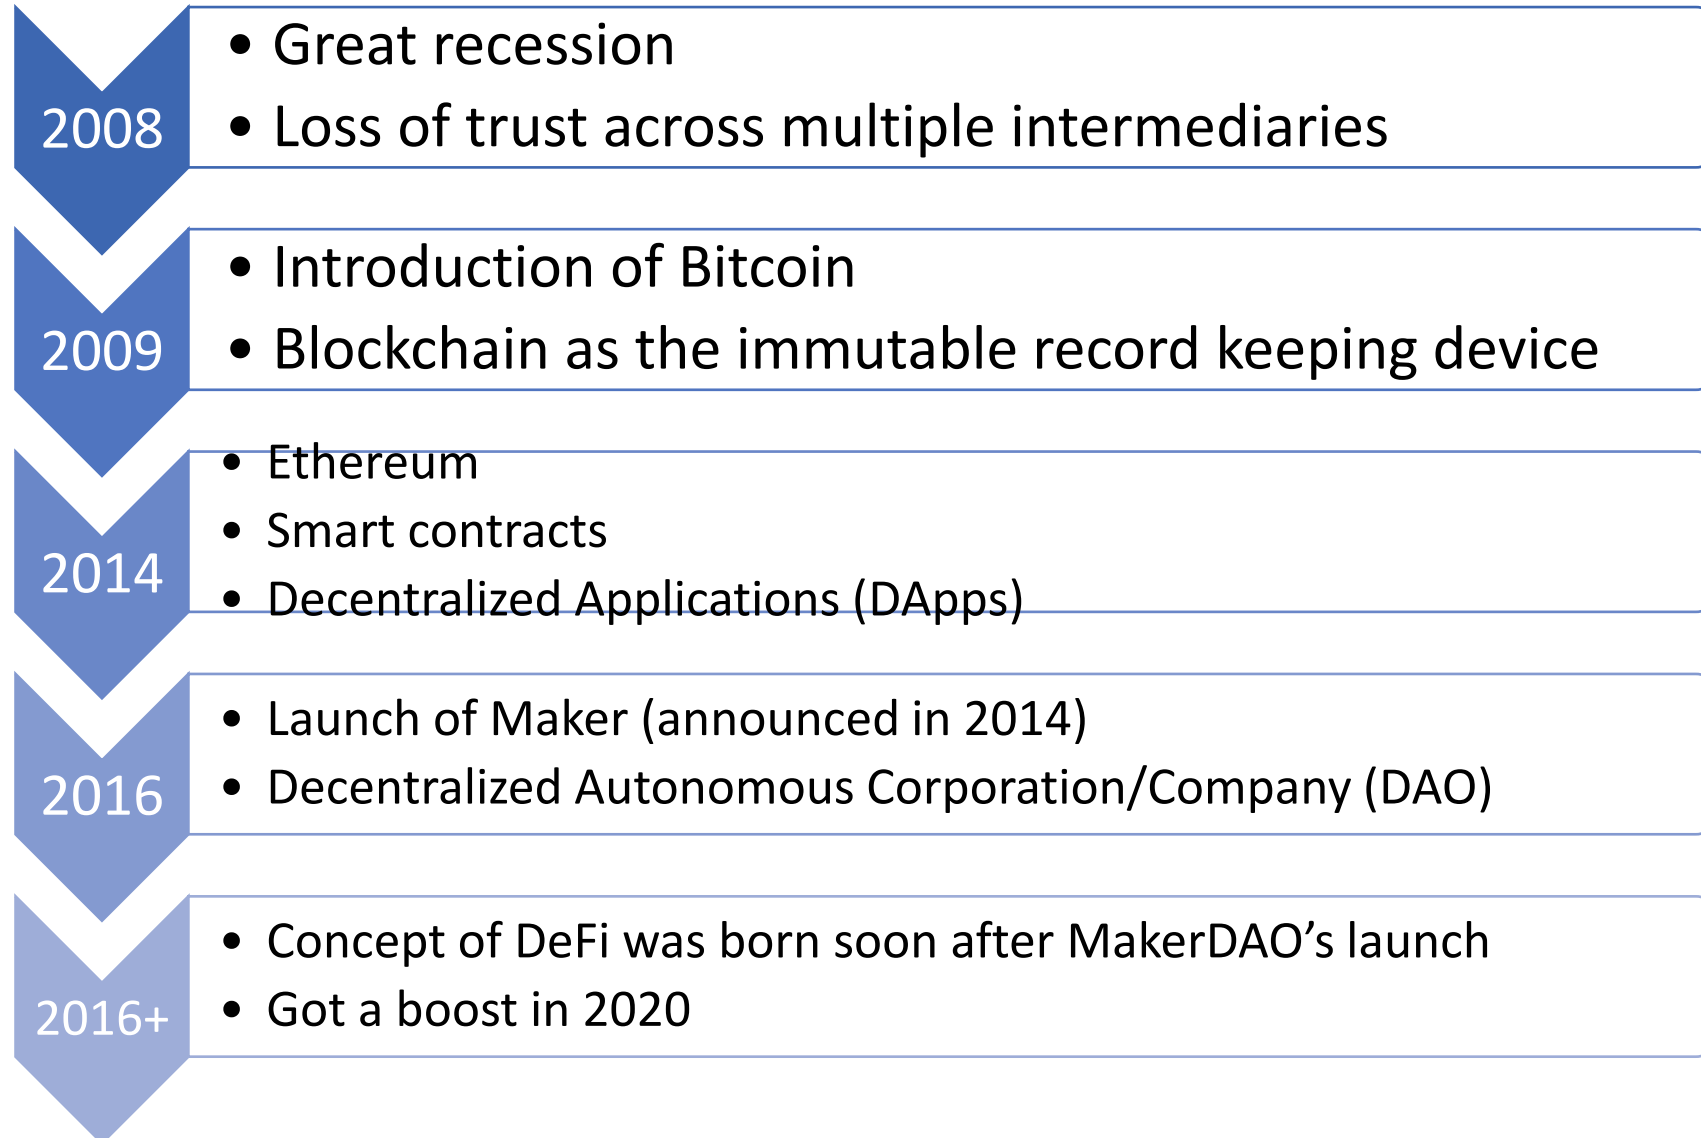 2008
• Great recession
• Loss of trust across multiple intermediaries
2009
• Introduction of Bitcoin
• Blockchain as the immutable record keeping device
2014
• Ethereum
• Smart contracts
• Decentralized Applications (DApps)
2016
• Launch of Maker (announced in 2014)
• Decentralized Autonomous Corporation/Company (DAO)
2016+
• Concept of DeFi was born soon after MakerDAO’s launch
• Got a boost in 2020